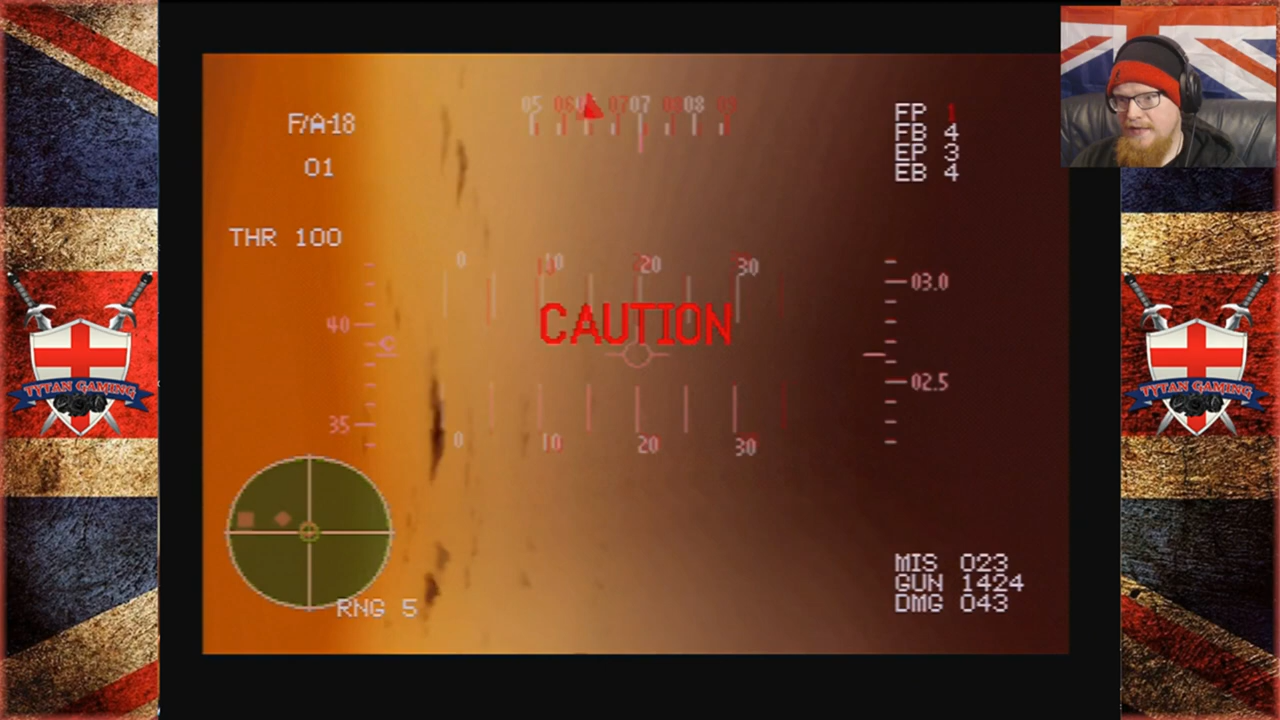 F/A-18
01
THR 100
05 06 07 07 08 08 09
FP 1
FB 4
EP 3
EB 4
0 10 20 30
CAUTION
40
35
03.0
02.5
0 10 20 30
RNG 5
MIS 023
GUN 1424
DMG 043
TYTAN GAMING
TYTAN GAMING